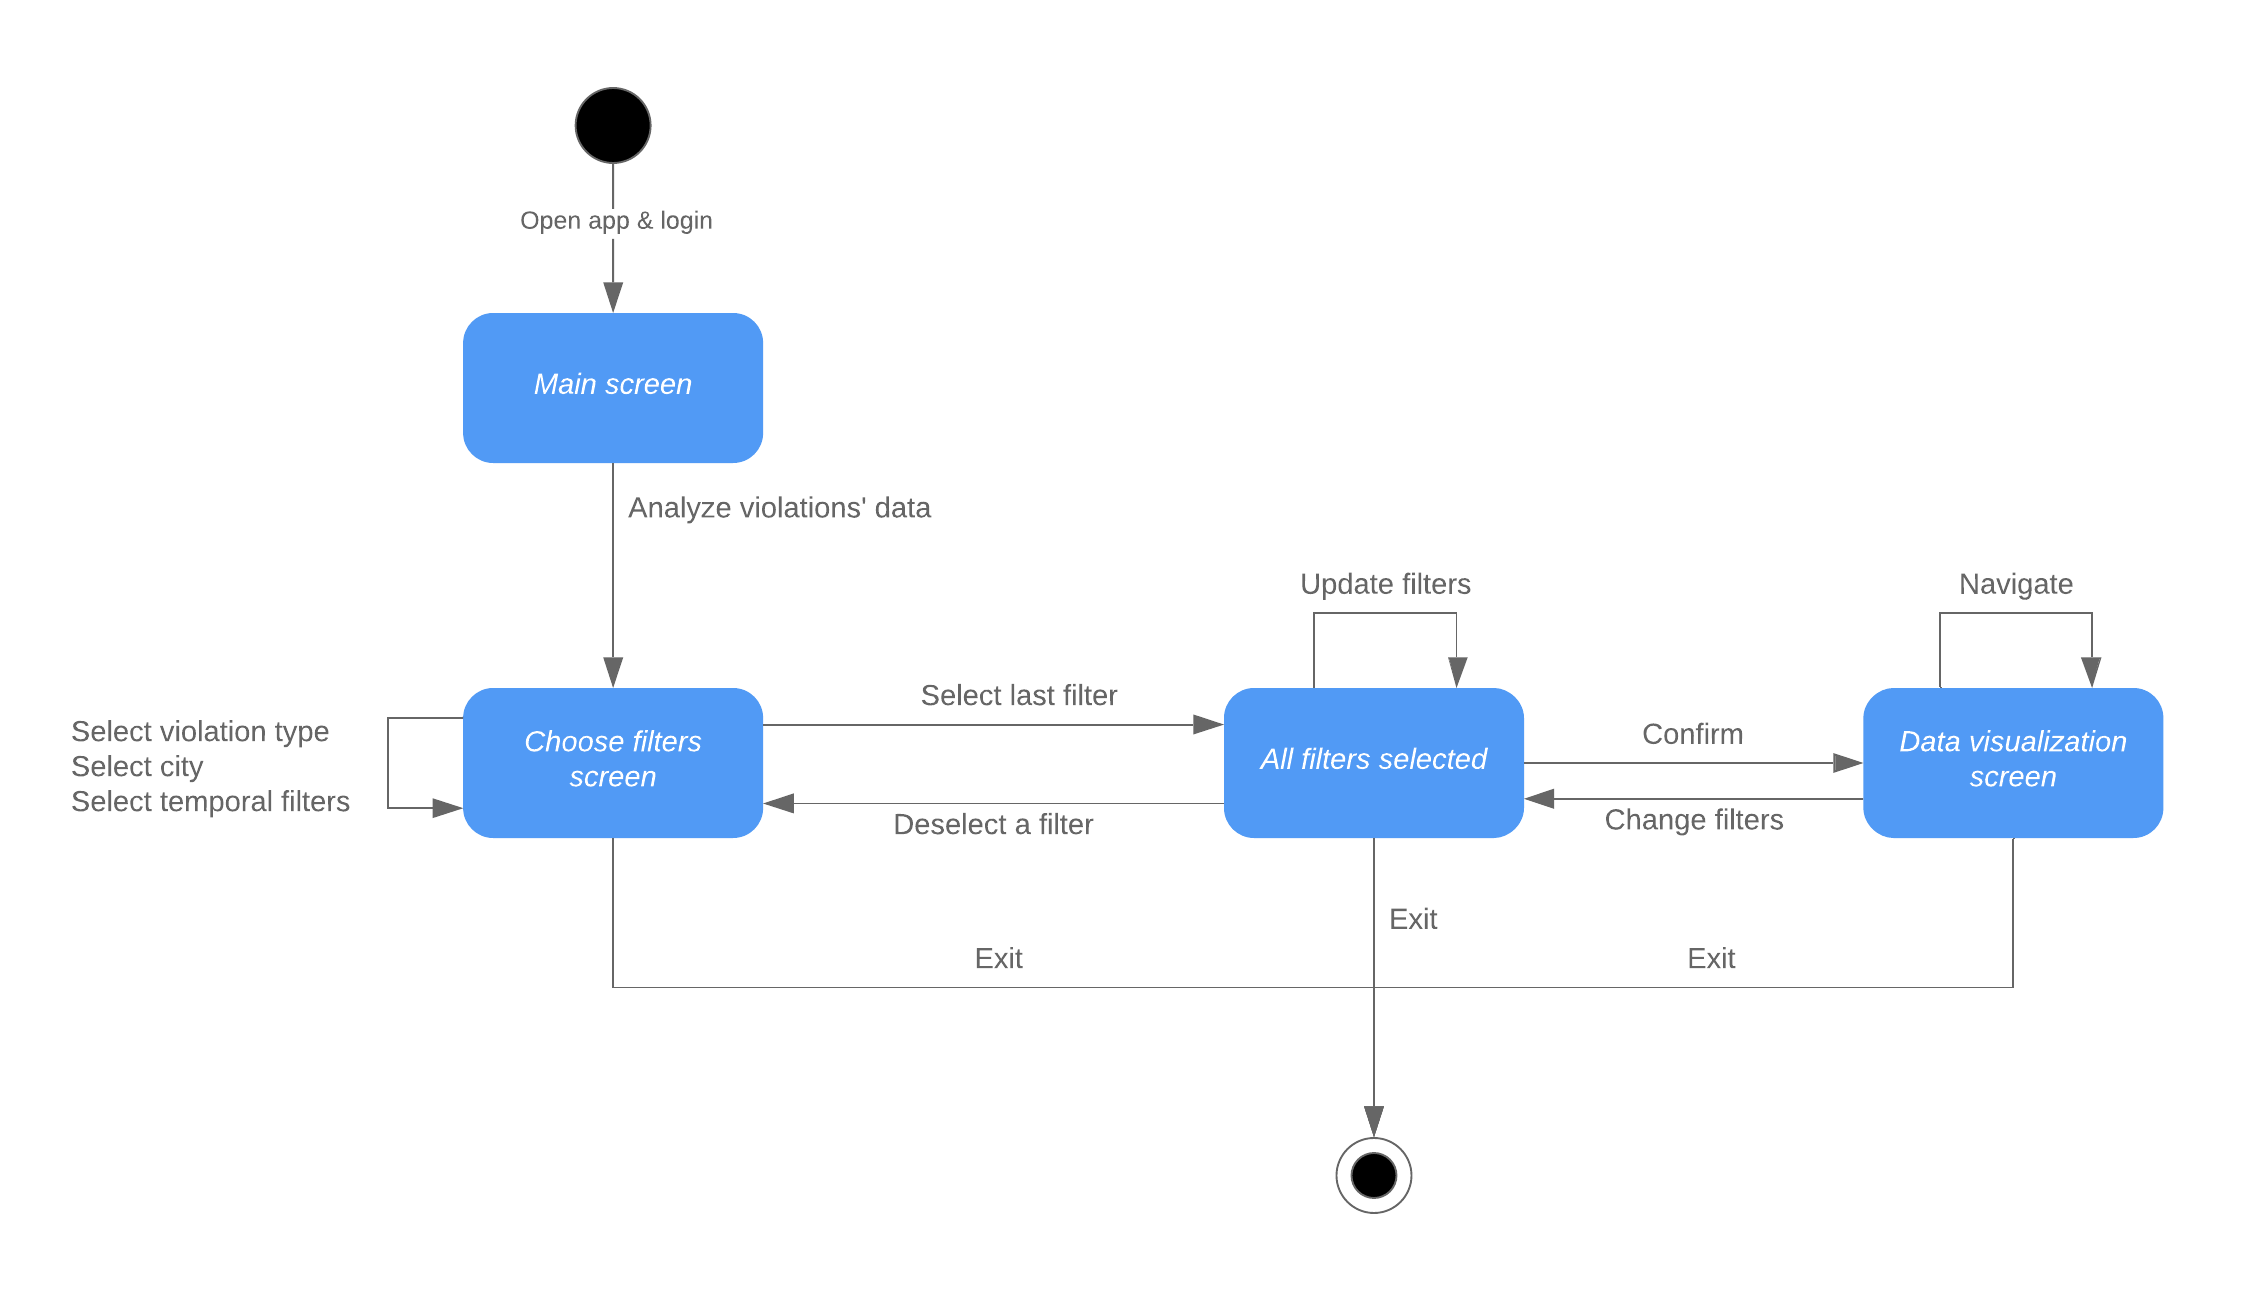 Open app & login
Main screen
Analyze violations' data
Update filters
Navigate
Select last filter
Select violation type
Select city
Select temporal filters
Choose filters
screen
All filters selected
Confirm
Data visualization
screen
Deselect a filter
Change filters
Exit
Exit
Exit